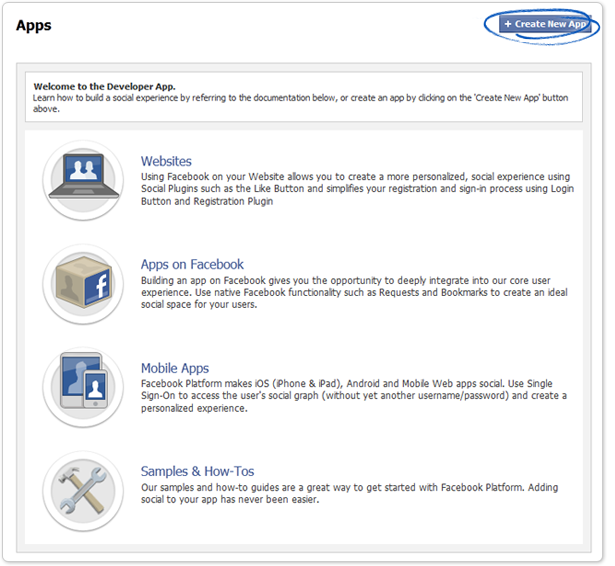 Apps
+ Create New App
Welcome to the Developer App.
Learn how to build a social experience by referring to the documentation below, or create an app by clicking on the 'Create New App' button
above.
Websites
Using Facebook on your Website allows you to create a more personalized, social experience using
Social Plugins such as the Like Button and simplifies your registration and sign-in process using Login
Button and Registration Plugin
Apps on Facebook
Building an app on Facebook gives you the opportunity to deeply integrate into our core user
experience. Use native Facebook functionality such as Requests and Bookmarks to create an ideal
social space for your users.
f
Mobile Apps
Facebook Platform makes iOS (iPhone & iPad), Android and Mobile Web apps social. Use Single
Sign-On to access the user's social graph (without yet another username/password) and create a
personalized experience.
Samples & How-Tos
Our samples and how-to guides are a great way to get started with Facebook Platform. Adding
social to your app has never been easier.